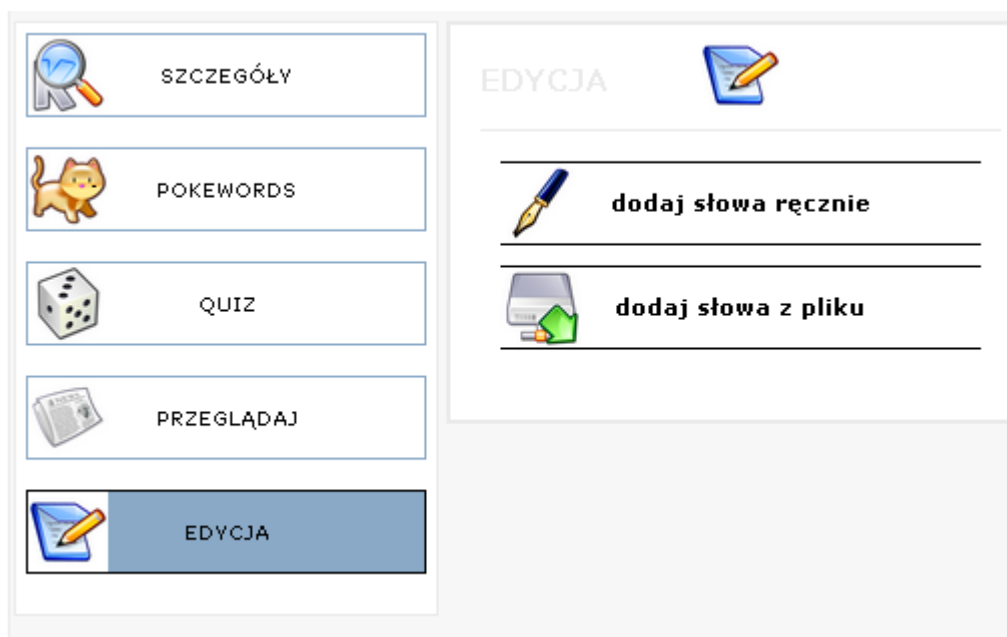 SZCZEGÓŁY
POKEWORDS
QUIZ
PRZEGLĄDAJ
EDYCJA
EDYCJA
dodaj słowa ręcznie
dodaj słowa z pliku